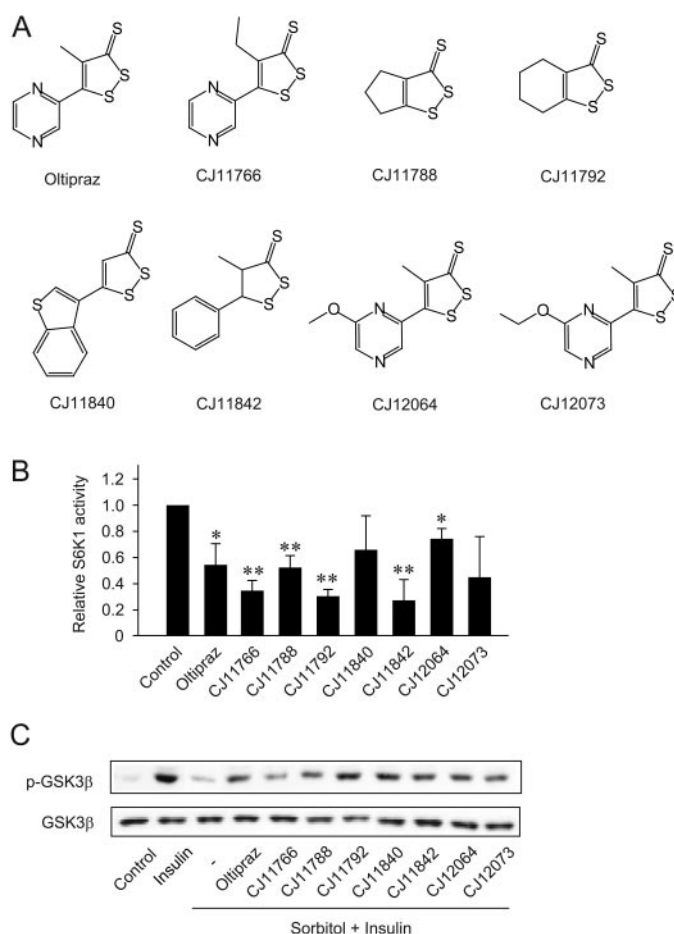 A
N
N
S
S
S
Oltipraz
N
N
S
S
S
CJ11766
S
S
S
CJ11788
S
S
S
CJ11792
S
S
S
S
CJ11840
S
S
S
CJ11842
O
N
N
S
S
S
CJ12064
O
N
N
S
S
S
CJ12073
B
Relative S6K1 activity
1.2
1.0
0.8
0.6
0.4
0.2
0
*
**
**
**
**
*
Control
Oltipraz
CJ11766
CJ11788
CJ11792
CJ11840
CJ11842
CJ12064
CJ12073
C
p-GSK3β
GSK3β
Control
Insulin
-
Oltipraz
CJ11766
CJ11788
CJ11792
CJ11840
CJ11842
CJ12064
CJ12073
Sorbitol + Insulin